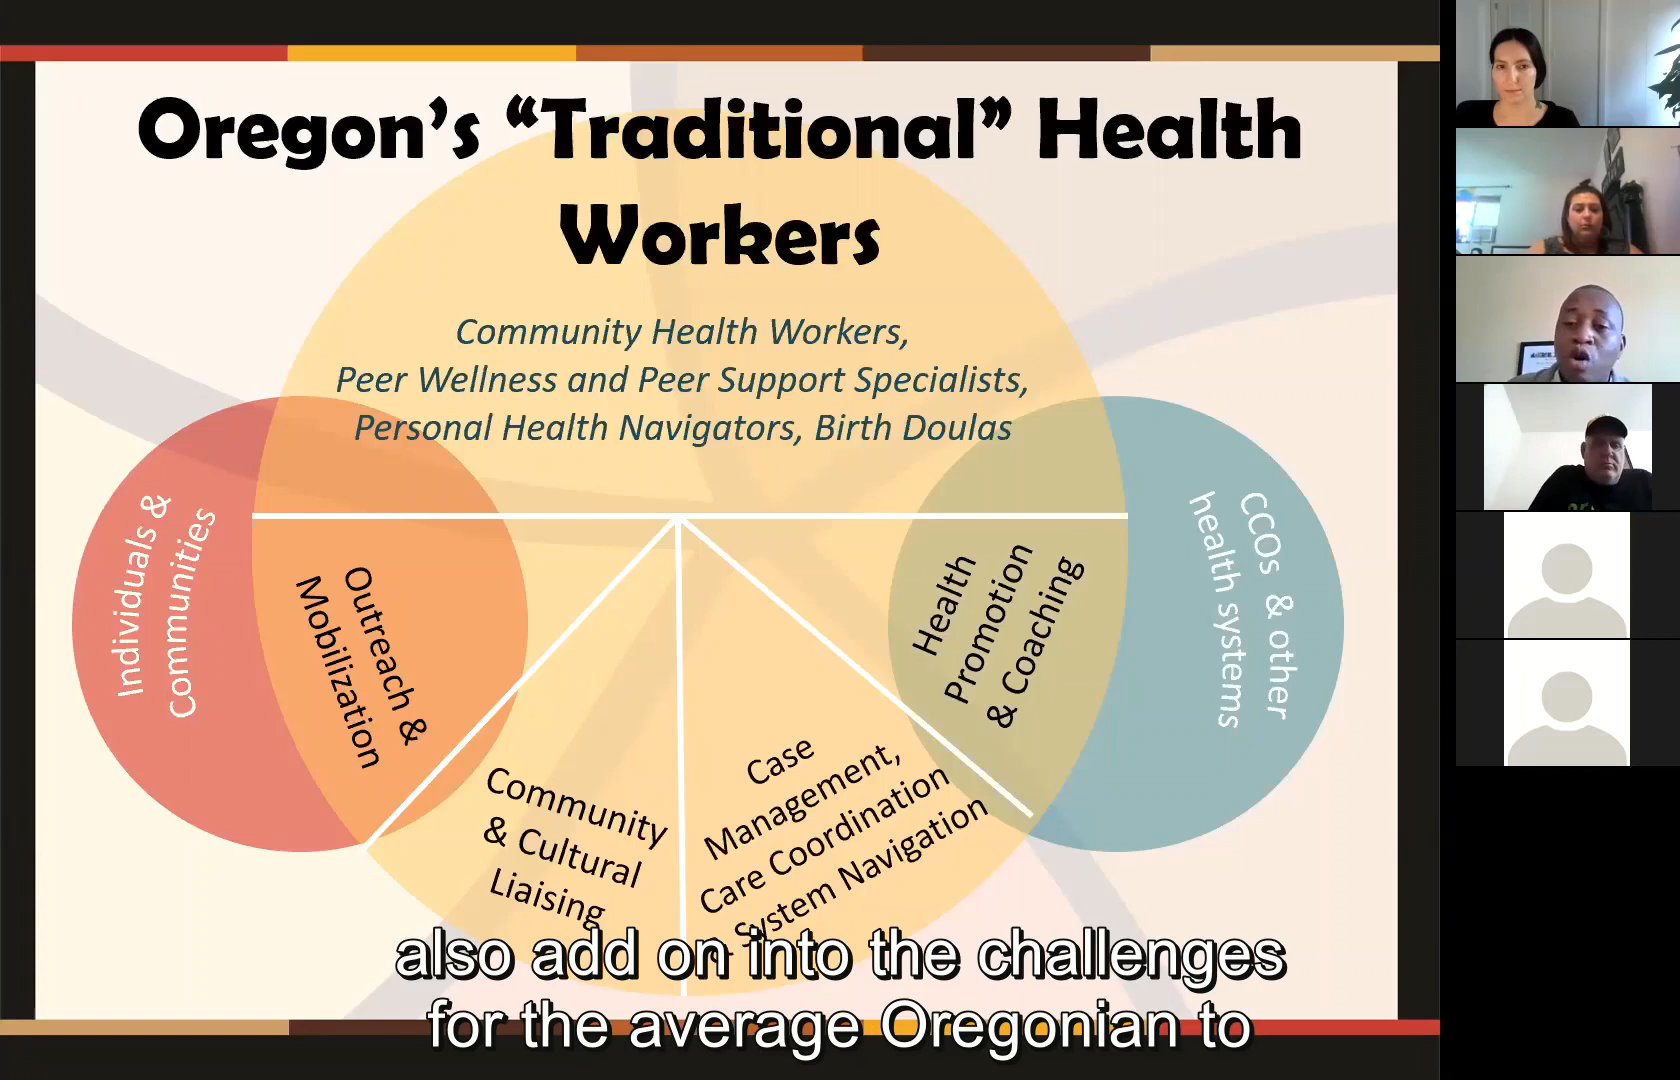 Oregon’s “Traditional” Health
Workers
Community Health Workers,
Peer Wellness and Peer Support Specialists,
Personal Health Navigators, Birth Doulas
Individuals &
Communities
Outreach &
Mobilization
Community
& Cultural
Liaising
Case
Management,
Care Coordination
System Navigation
Health
Promotion
& Coaching
CCOs & other
health systems
also add on into the challenges
for the average Oregonian to